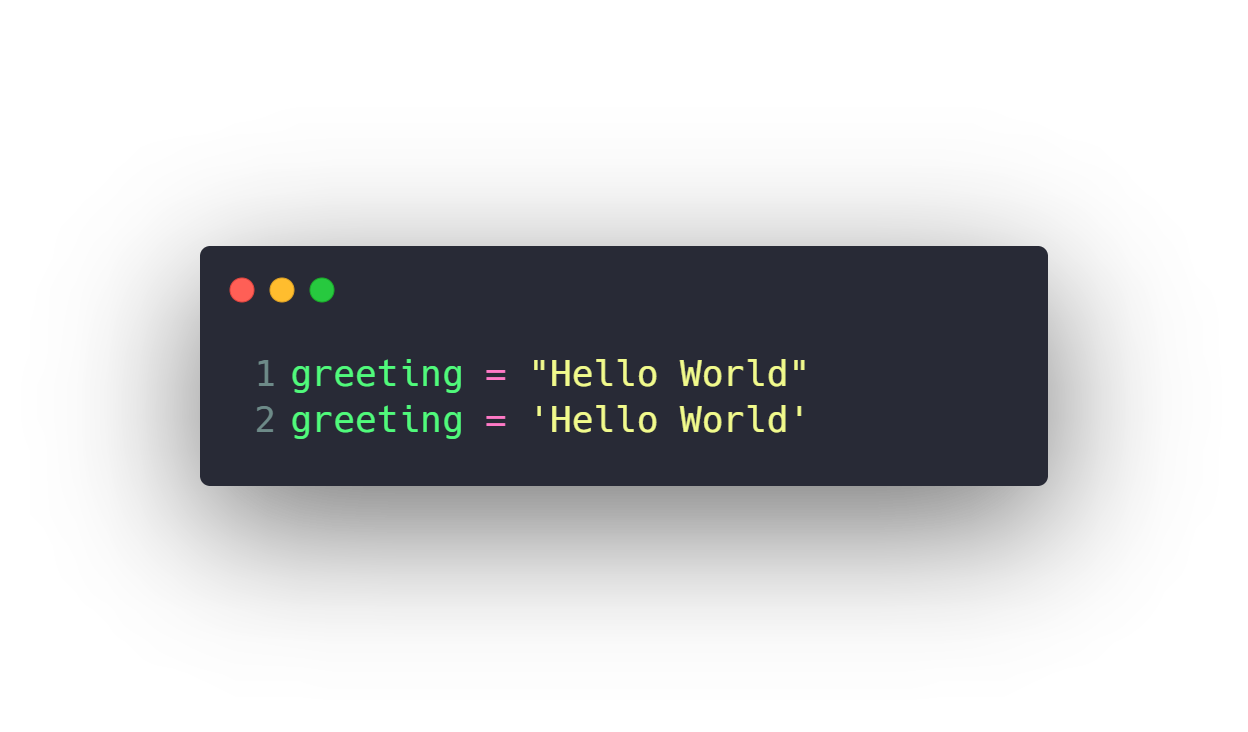 1 greeting = "Hello World"
2 greeting = 'Hello World'